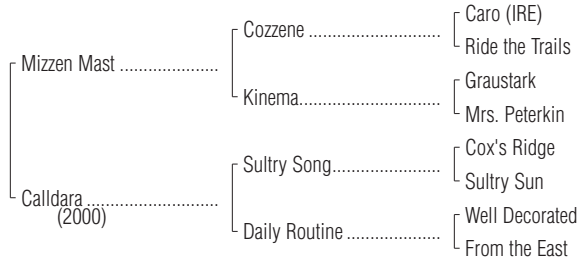 Caro (IRE)
Cozzene ..............................
Ride the Trails
Mizzen Mast ......................
Graustark
Kinema................................
Mrs. Peterkin
Cox's Ridge
Sultry Song.........................
Sultry Sun
Calldara ..............................
(2000)
Well Decorated
Daily Routine .....................
From the East